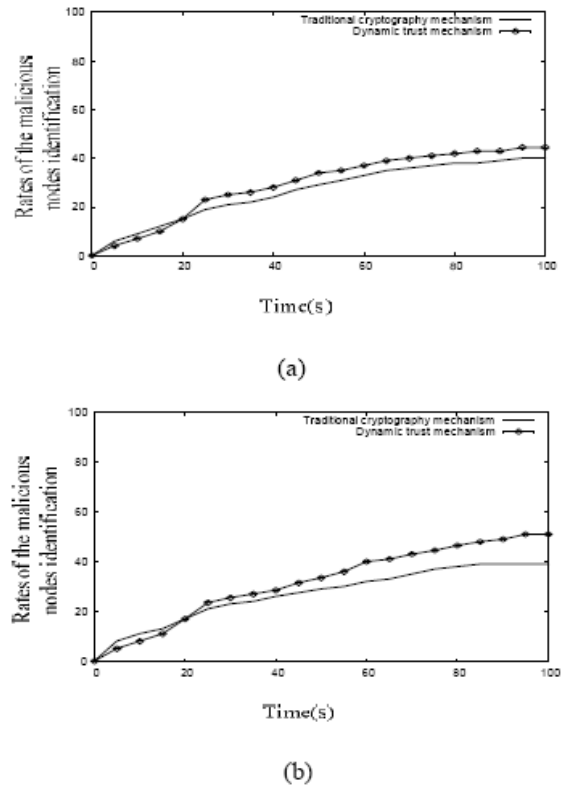 Traditional cryptography mechanism
Dynamic trust mechanism
100
80
60
40
20
0
Rates of the malicious
nodes identification
0 20 40 60 80 100
Time(s)
(a)
Traditional cryptography mechanism
Dynamic trust mechanism
100
80
60
40
20
0
Rates of the malicious
nodes identification
0 20 40 60 80 100
Time(s)
(b)